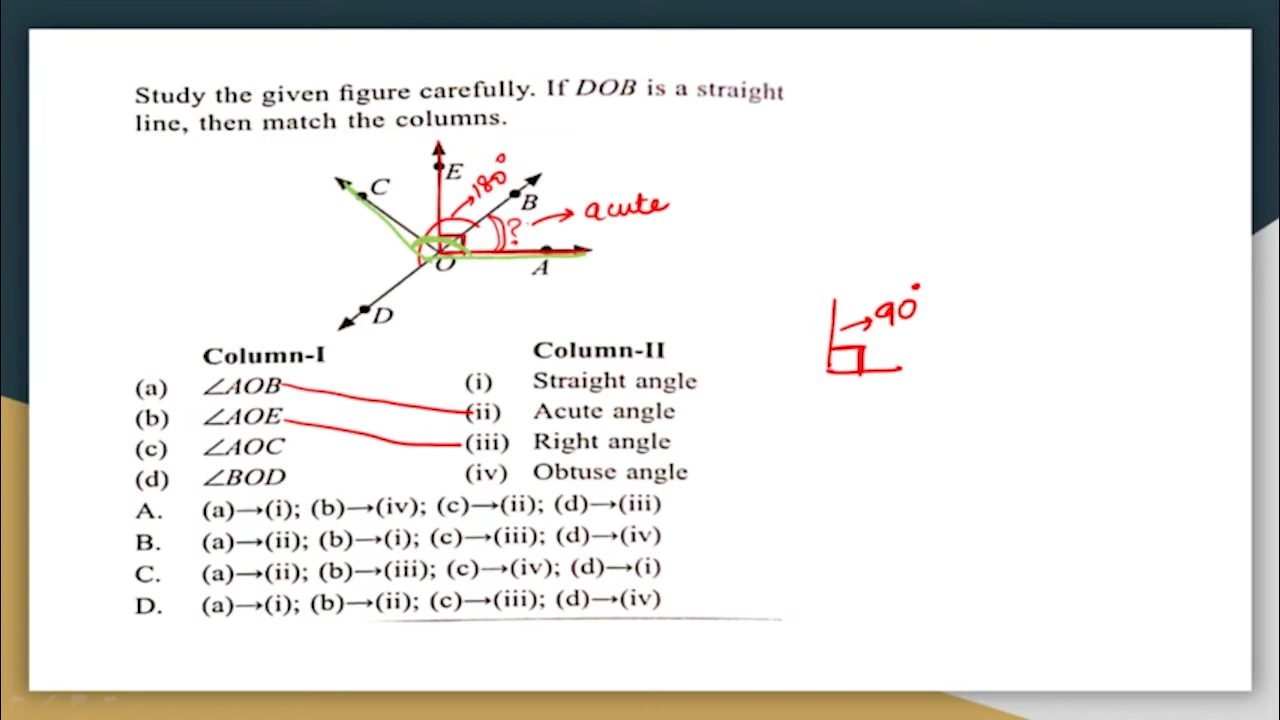 Study the given figure carefully. If DOB is a straight
line, then match the columns.
E
180°
C
B
? → acute
O
A
D
→90°
Column-I Column-II
(a) ∠AOB (i) Straight angle
(b) ∠AOE (ii) Acute angle
(c) ∠AOC (iii) Right angle
(d) ∠BOD (iv) Obtuse angle
A. (a)→(i); (b)→(iv); (c)→(ii); (d)→(iii)
B. (a)→(ii); (b)→(i); (c)→(iii); (d)→(iv)
C. (a)→(ii); (b)→(iii); (c)→(iv); (d)→(i)
D. (a)→(i); (b)→(ii); (c)→(iii); (d)→(iv)